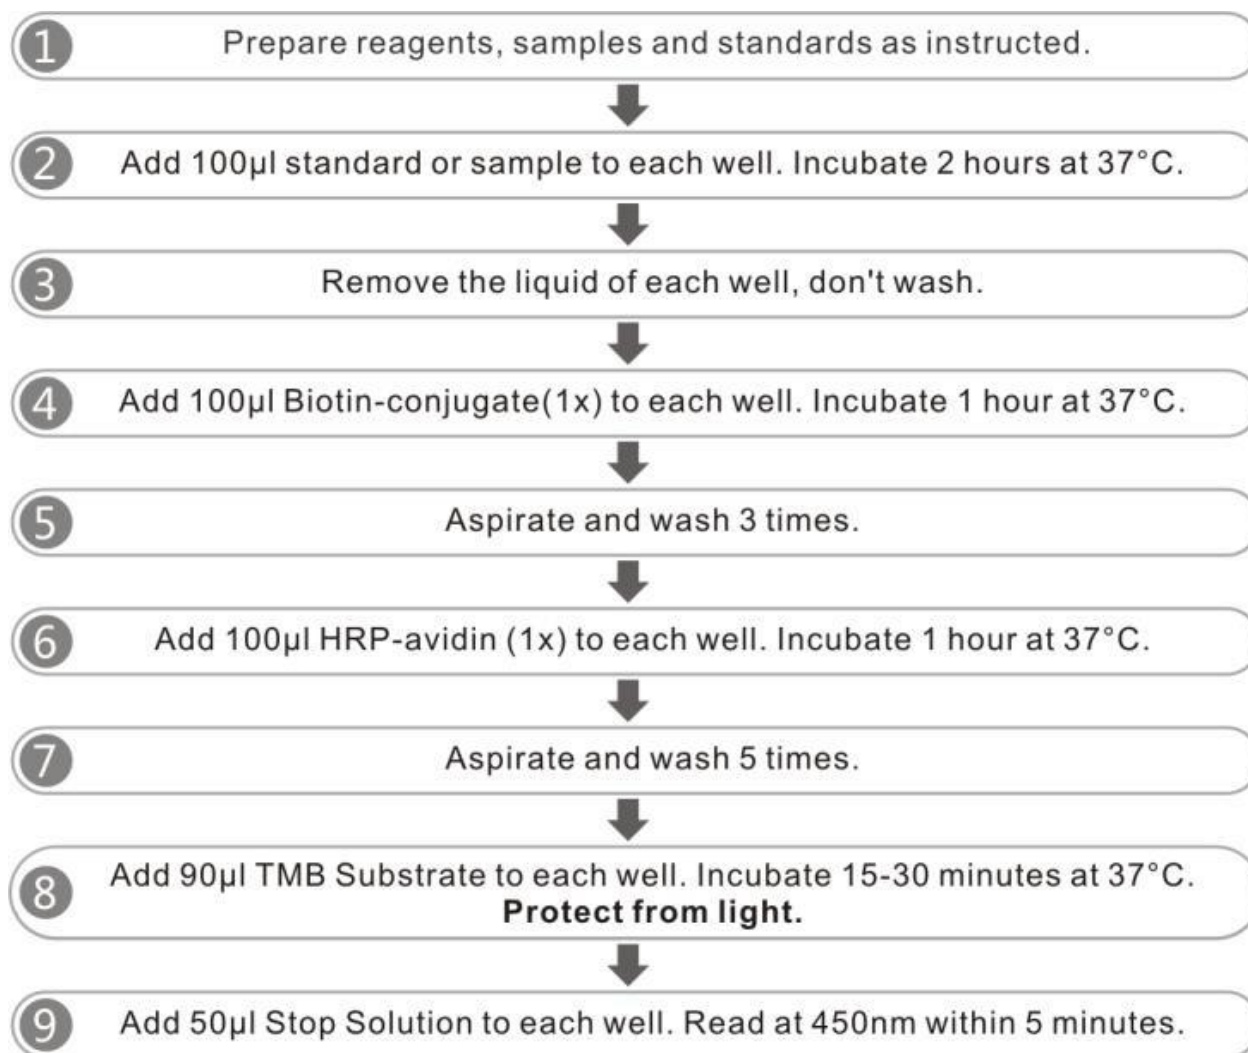 1 Prepare reagents, samples and standards as instructed.
2 Add 100µl standard or sample to each well. Incubate 2 hours at 37°C.
3 Remove the liquid of each well, don't wash.
4 Add 100µl Biotin-conjugate(1x) to each well. Incubate 1 hour at 37°C.
5 Aspirate and wash 3 times.
6 Add 100µl HRP-avidin (1x) to each well. Incubate 1 hour at 37°C.
7 Aspirate and wash 5 times.
8 Add 90µl TMB Substrate to each well. Incubate 15-30 minutes at 37°C.
Protect from light.
9 Add 50µl Stop Solution to each well. Read at 450nm within 5 minutes.